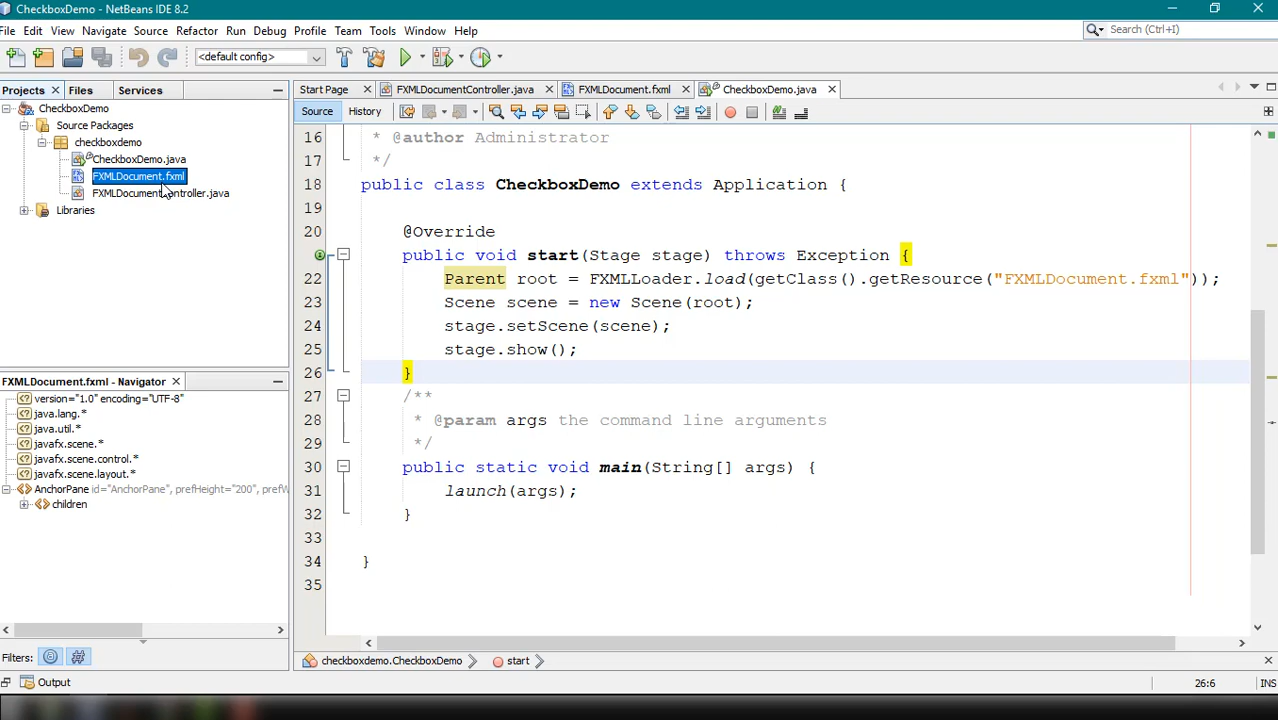 CheckboxDemo - NetBeans IDE 8.2
File Edit View Navigate Source Refactor Run Debug Profile Team Tools Window Help
Search (Ctrl+I)
<default config>
Projects Files Services
Start Page FXMLDocumentController.java FXMLDocument.fxml CheckboxDemo.java
Source History
CheckboxDemo
Source Packages
checkboxdemo
CheckboxDemo.java
FXMLDocument.fxml
FXMLDocumentController.java
Libraries
16 * @author Administrator
17 */
18 public class CheckboxDemo extends Application {
19
20 @Override
public void start(Stage stage) throws Exception {
22 Parent root = FXMLLoader.load(getClass().getResource("FXMLDocument.fxml"));
23 Scene scene = new Scene(root);
24 stage.setScene(scene);
25 stage.show();
26 }
27 /**
28 * @param args the command line arguments
29 */
30 public static void main(String[] args) {
31 launch(args);
32 }
33
34 }
35
FXMLDocument.fxml - Navigator
version="1.0" encoding="UTF-8"
java.lang.*
java.util.*
javafx.scene.*
javafx.scene.control.*
javafx.scene.layout.*
AnchorPane id="AnchorPane", prefHeight="200", prefW
children
Filters:
checkboxdemo.CheckboxDemo start
Output
26:6 INS